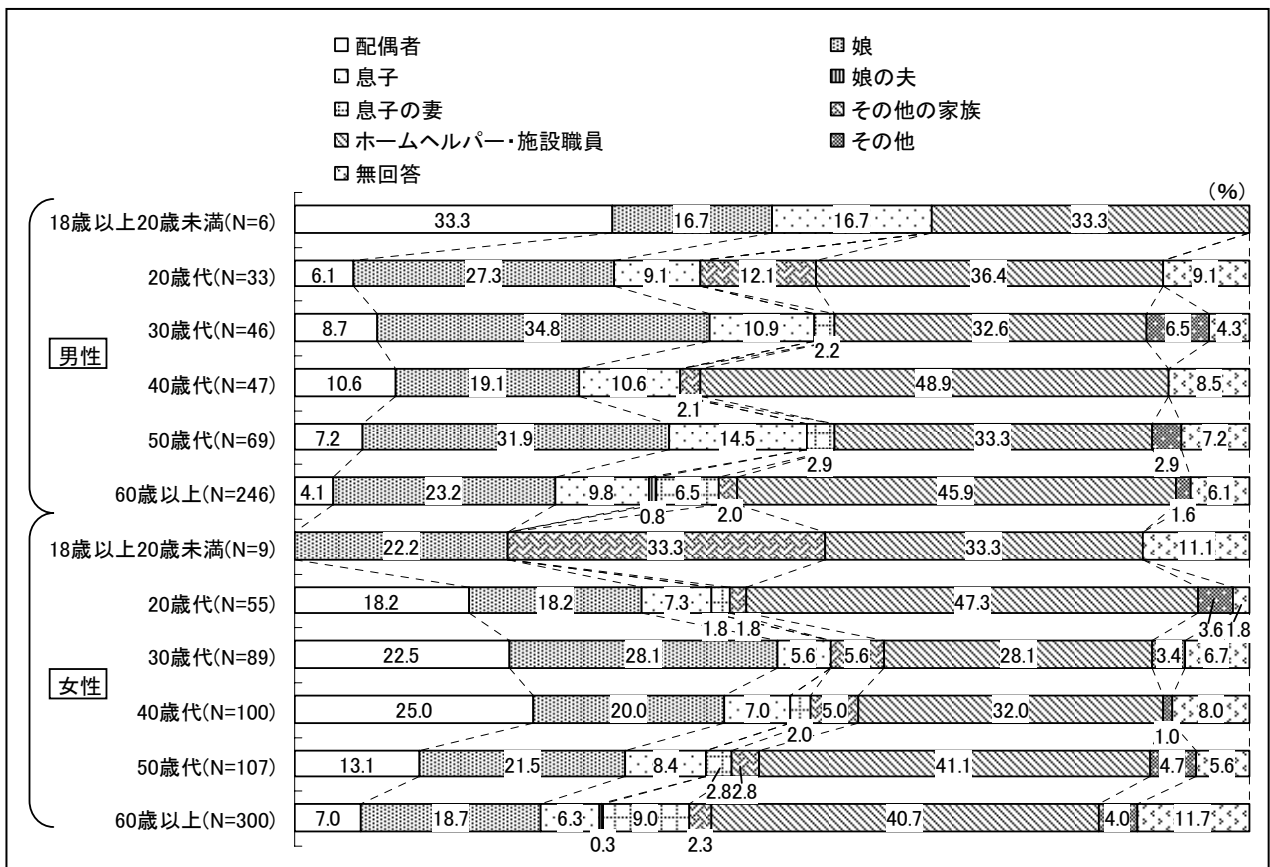 配偶者 娘
息子 娘の夫
息子の妻 その他の家族
ホームヘルパー・施設職員 その他
無回答
(%)
18歳以上20歳未満(N=6) 33.3 16.7 16.7 33.3
20歳代(N=33) 6.1 27.3 9.1 12.1 36.4 9.1
30歳代(N=46) 8.7 34.8 10.9 32.6 6.5 4.3
2.2
男性
40歳代(N=47) 10.6 19.1 10.6 48.9 8.5
2.1
50歳代(N=69) 7.2 31.9 14.5 33.3 7.2
2.9 2.9
60歳以上(N=246) 4.1 23.2 9.8 6.5 45.9 6.1
0.8 2.0 1.6
18歳以上20歳未満(N=9) 22.2 33.3 33.3 11.1
20歳代(N=55) 18.2 18.2 7.3 47.3
1.8 1.8 3.6 1.8
30歳代(N=89) 22.5 28.1 5.6 5.6 28.1 3.4 6.7
女性
40歳代(N=100) 25.0 20.0 7.0 5.0 32.0 8.0
2.0 1.0
50歳代(N=107) 13.1 21.5 8.4 41.1 4.7 5.6
2.8 2.8
60歳以上(N=300) 7.0 18.7 6.3 9.0 40.7 4.0 11.7
0.3 2.3